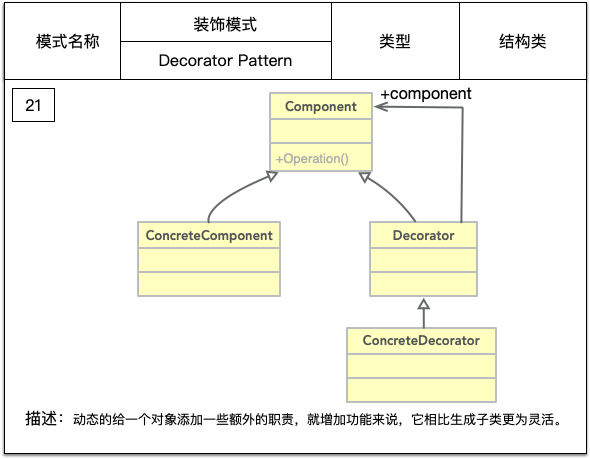 模式名称
装饰模式
Decorator Pattern
类型
结构类
21
+component
Component
+Operation()
ConcreteComponent
Decorator
ConcreteDecorator
描述：动态的给一个对象添加一些额外的职责，就增加功能来说，它相比生成子类更为灵活。